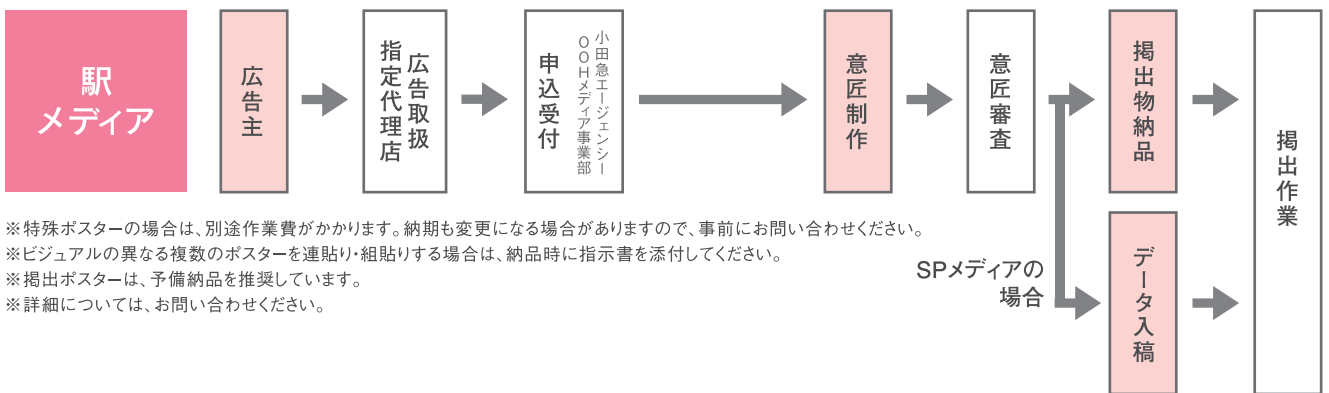 駅
メディア
広告主
広告取扱
指定代理店
申込受付
小田急エージェンシー
OOHメディア事業部
意匠制作
意匠審査
掲出物納品
掲出作業
SPメディアの
場合
データ入稿
※特殊ポスターの場合は、別途作業費がかかります。納期も変更になる場合がありますので、事前にお問い合わせください。
※ビジュアルの異なる複数のポスターを連貼り・組貼りする場合は、納品時に指示書を添付してください。
※掲出ポスターは、予備納品を推奨しています。
※詳細については、お問い合わせください。